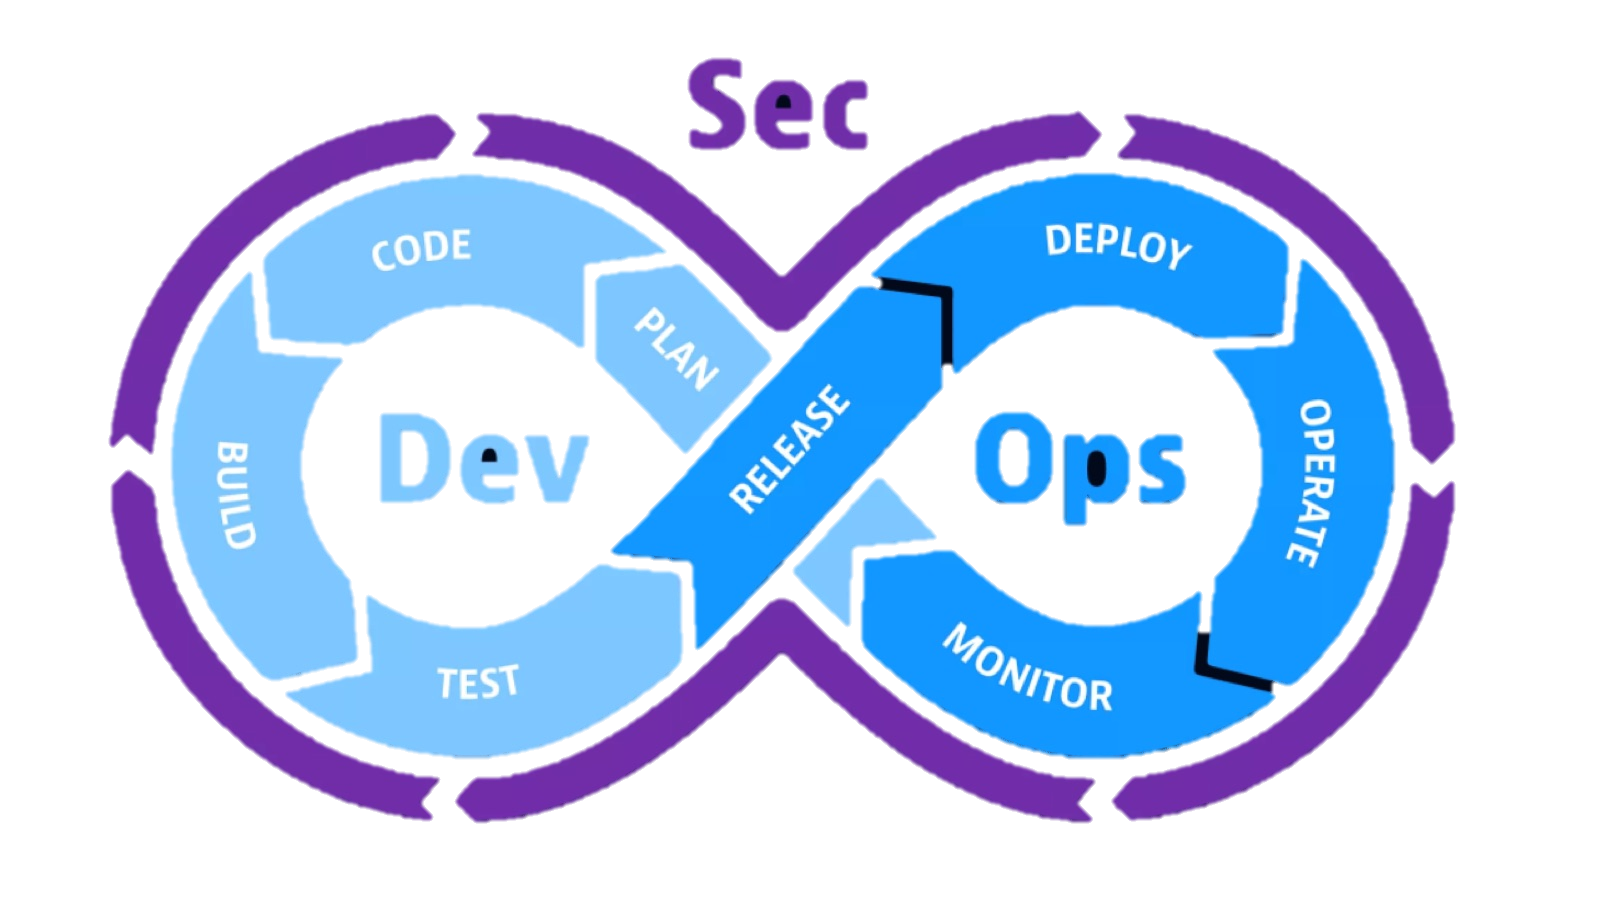 Sec
CODE
DEPLOY
PLAN
RELEASE
BUILD
Dev
Ops
OPERATE
TEST
MONITOR